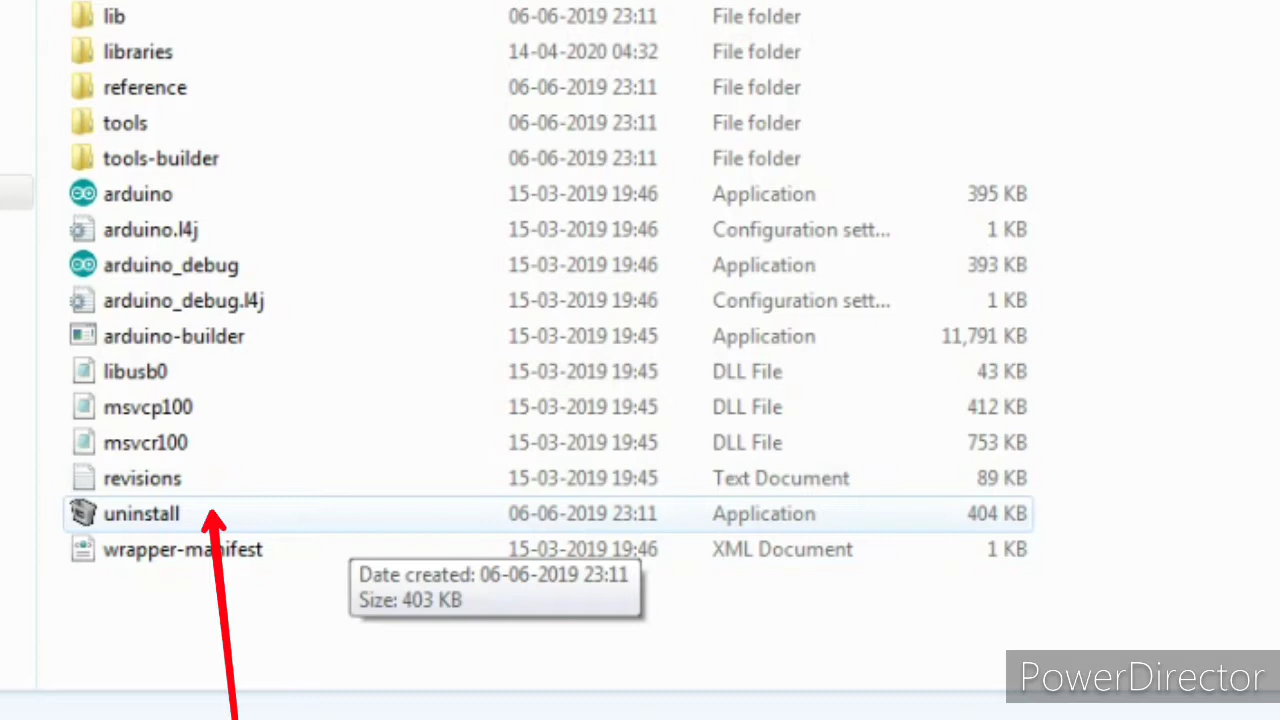 lib 06-06-2019 23:11 File folder
libraries 14-04-2020 04:32 File folder
reference 06-06-2019 23:11 File folder
tools 06-06-2019 23:11 File folder
tools-builder 06-06-2019 23:11 File folder
arduino 15-03-2019 19:46 Application 395 KB
arduino.l4j 15-03-2019 19:46 Configuration sett... 1 KB
arduino_debug 15-03-2019 19:46 Application 393 KB
arduino_debug.l4j 15-03-2019 19:46 Configuration sett... 1 KB
arduino-builder 15-03-2019 19:45 Application 11,791 KB
libusb0 15-03-2019 19:45 DLL File 43 KB
msvcp100 15-03-2019 19:45 DLL File 412 KB
msvcr100 15-03-2019 19:45 DLL File 753 KB
revisions 15-03-2019 19:45 Text Document 89 KB
uninstall 06-06-2019 23:11 Application 404 KB
wrapper-manifest 15-03-2019 19:46 XML Document 1 KB
Date created: 06-06-2019 23:11
Size: 403 KB
PowerDirector